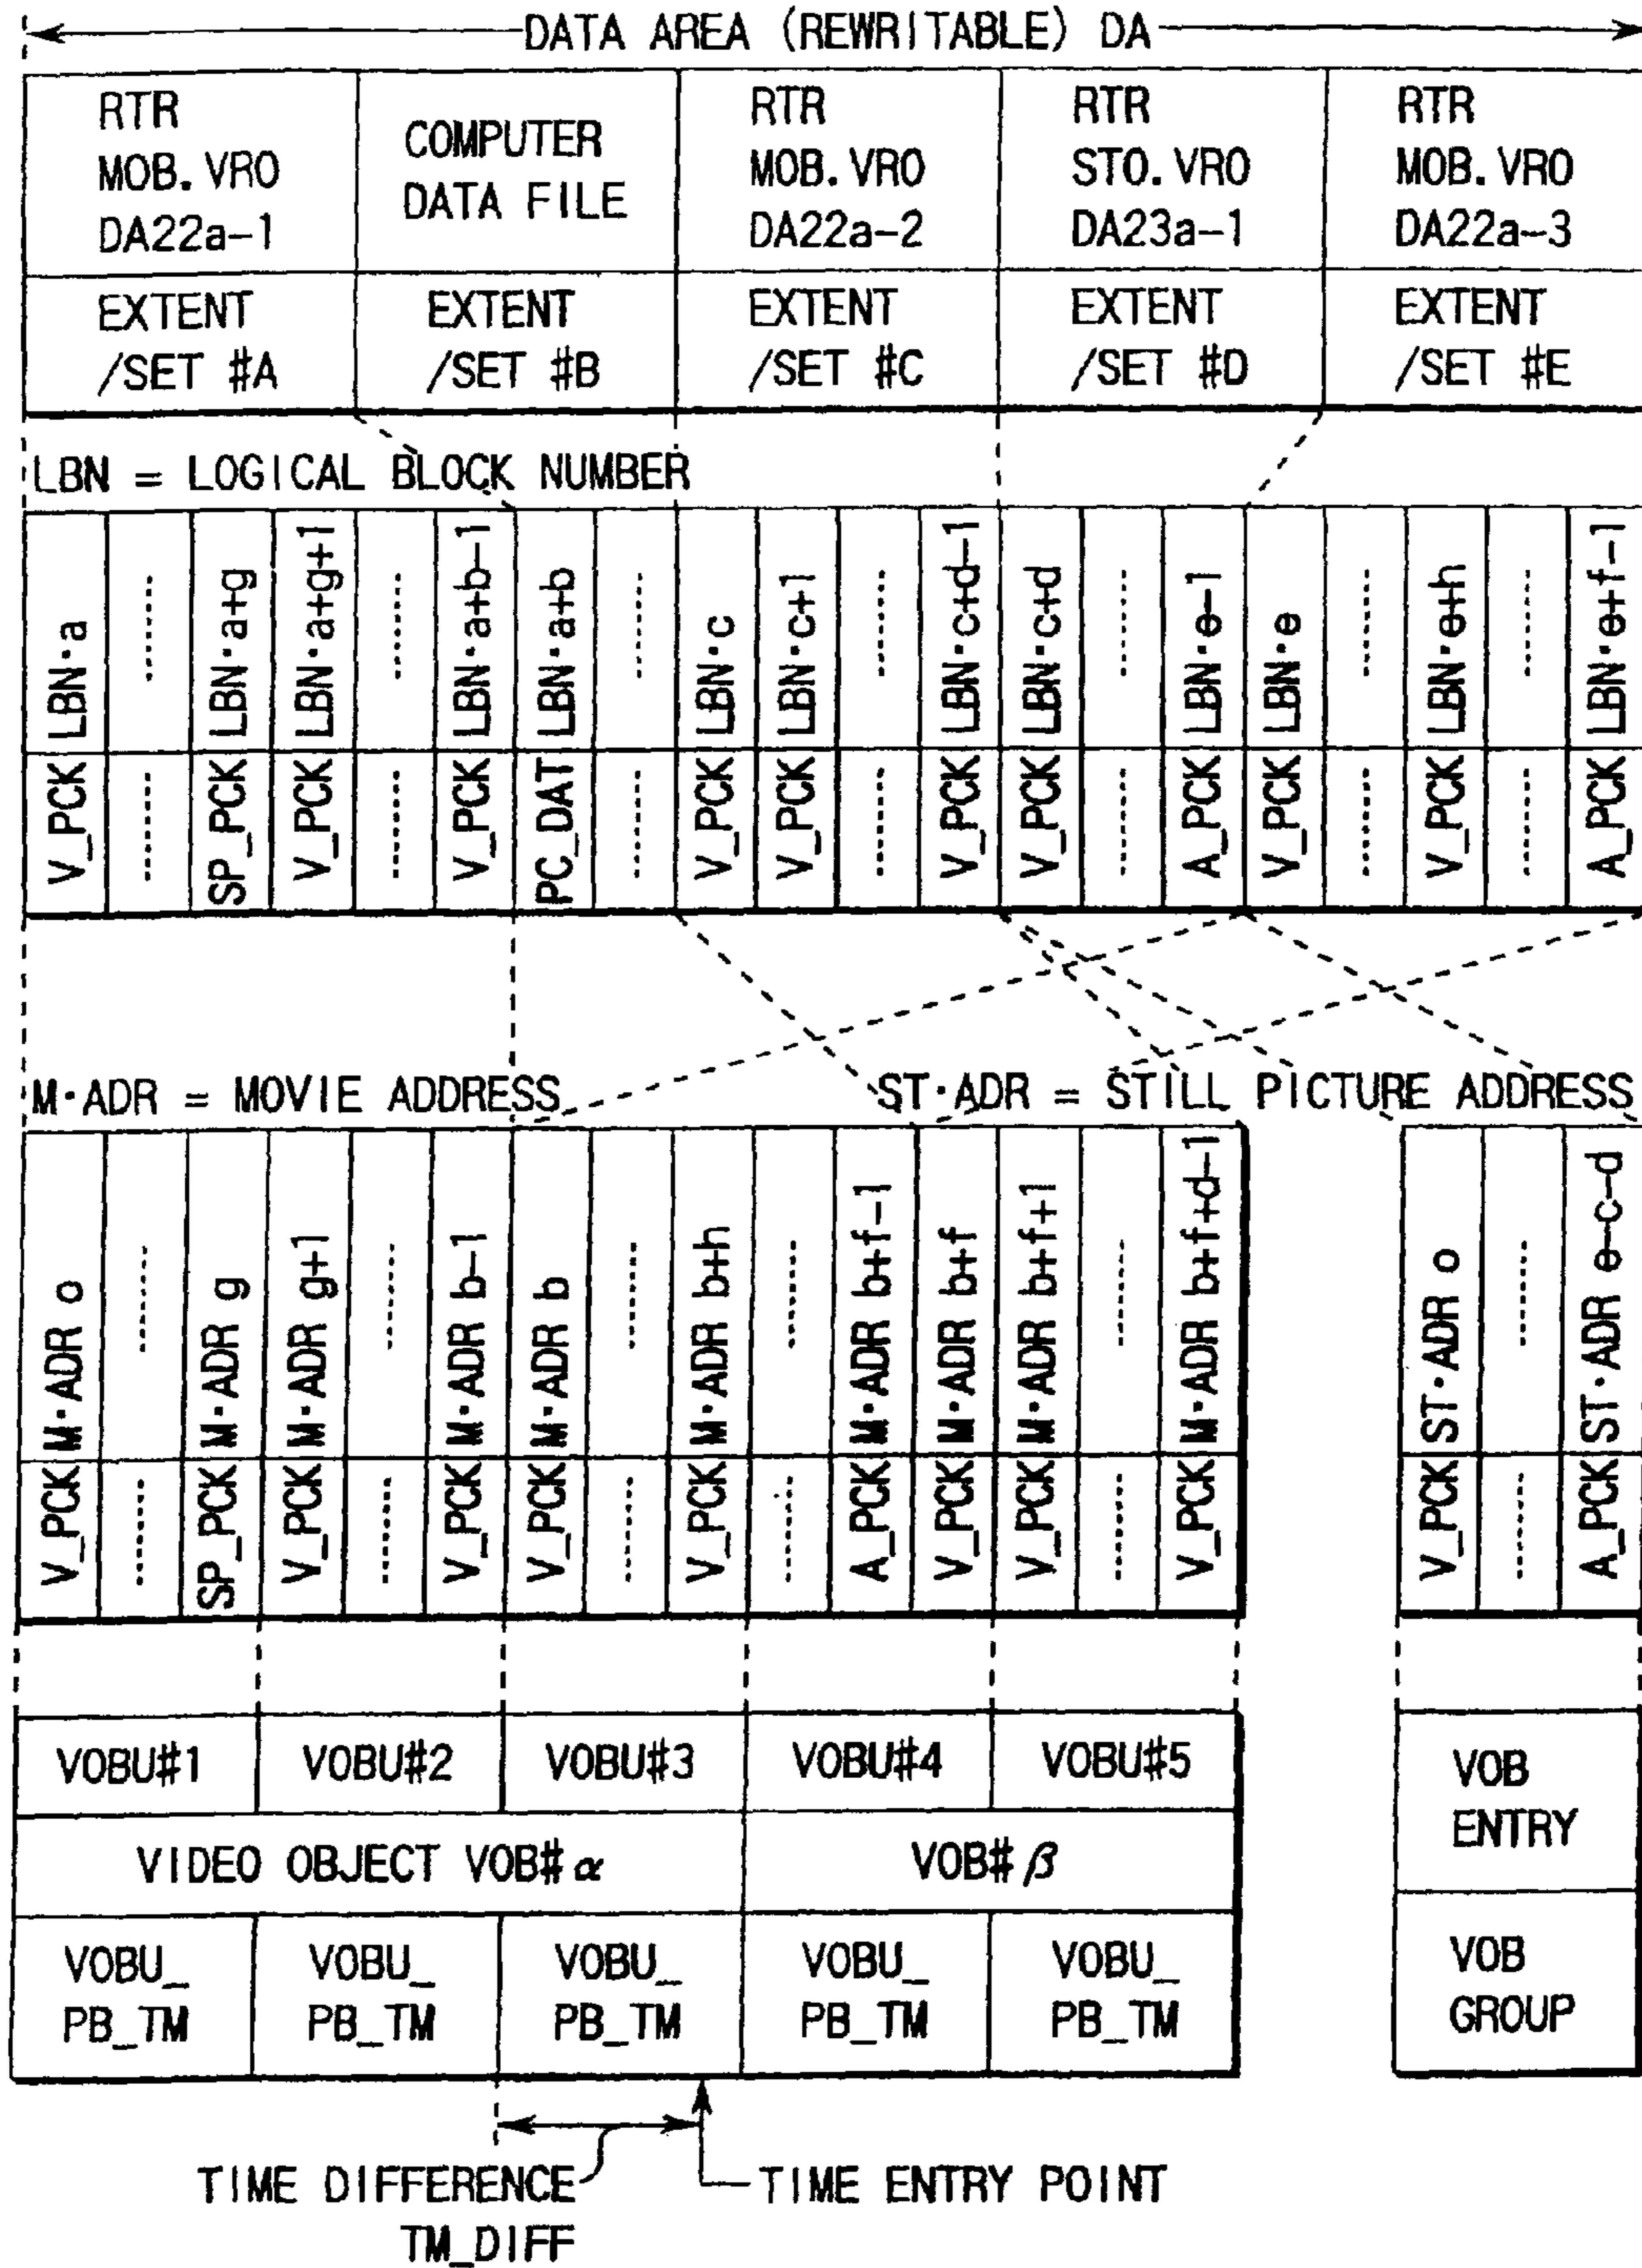 DATA AREA (REWRITABLE) DA
RTR MOB. VRO DA22a-1
COMPUTER DATA FILE
RTR MOB. VRO DA22a-2
RTR STO. VRO DA23a-1
RTR MOB. VRO DA22a-3
EXTENT /SET #A
EXTENT /SET #B
EXTENT /SET #C
EXTENT /SET #D
EXTENT /SET #E
LBN = LOGICAL BLOCK NUMBER
V_PCK LBN·a
........ ........
SP_PCK LBN·a+g
V_PCK LBN·a+g+1
........ ........
V_PCK LBN·a+b-1
PC_DAT LBN·a+b
........ ........
V_PCK LBN·c
V_PCK LBN·c+1
........ ........
V_PCK LBN·c+d-1
V_PCK LBN·c+d
........ ........
A_PCK LBN·e-1
V_PCK LBN·e
........ ........
V_PCK LBN·e+h
........ ........
A_PCK LBN·e+f-1
M·ADR = MOVIE ADDRESS
ST·ADR = STILL PICTURE ADDRESS
V_PCK M·ADR o
........ ........
SP_PCK M·ADR g
V_PCK M·ADR g+1
........ ........
V_PCK M·ADR b-1
V_PCK M·ADR b
........ ........
V_PCK M·ADR b+h
........ ........
A_PCK M·ADR b+f-1
V_PCK M·ADR b+f
V_PCK M·ADR b+f+1
........ ........
V_PCK M·ADR b+f+d-1
V_PCK ST·ADR o
........ ........
A_PCK ST·ADR e-c-d
VOBU#1
VOBU#2
VOBU#3
VOBU#4
VOBU#5
VOB ENTRY
VIDEO OBJECT VOB# α
VOB# β
VOBU_ PB_TM
VOBU_ PB_TM
VOBU_ PB_TM
VOBU_ PB_TM
VOBU_ PB_TM
VOB GROUP
TIME DIFFERENCE
TM_DIFF
TIME ENTRY POINT